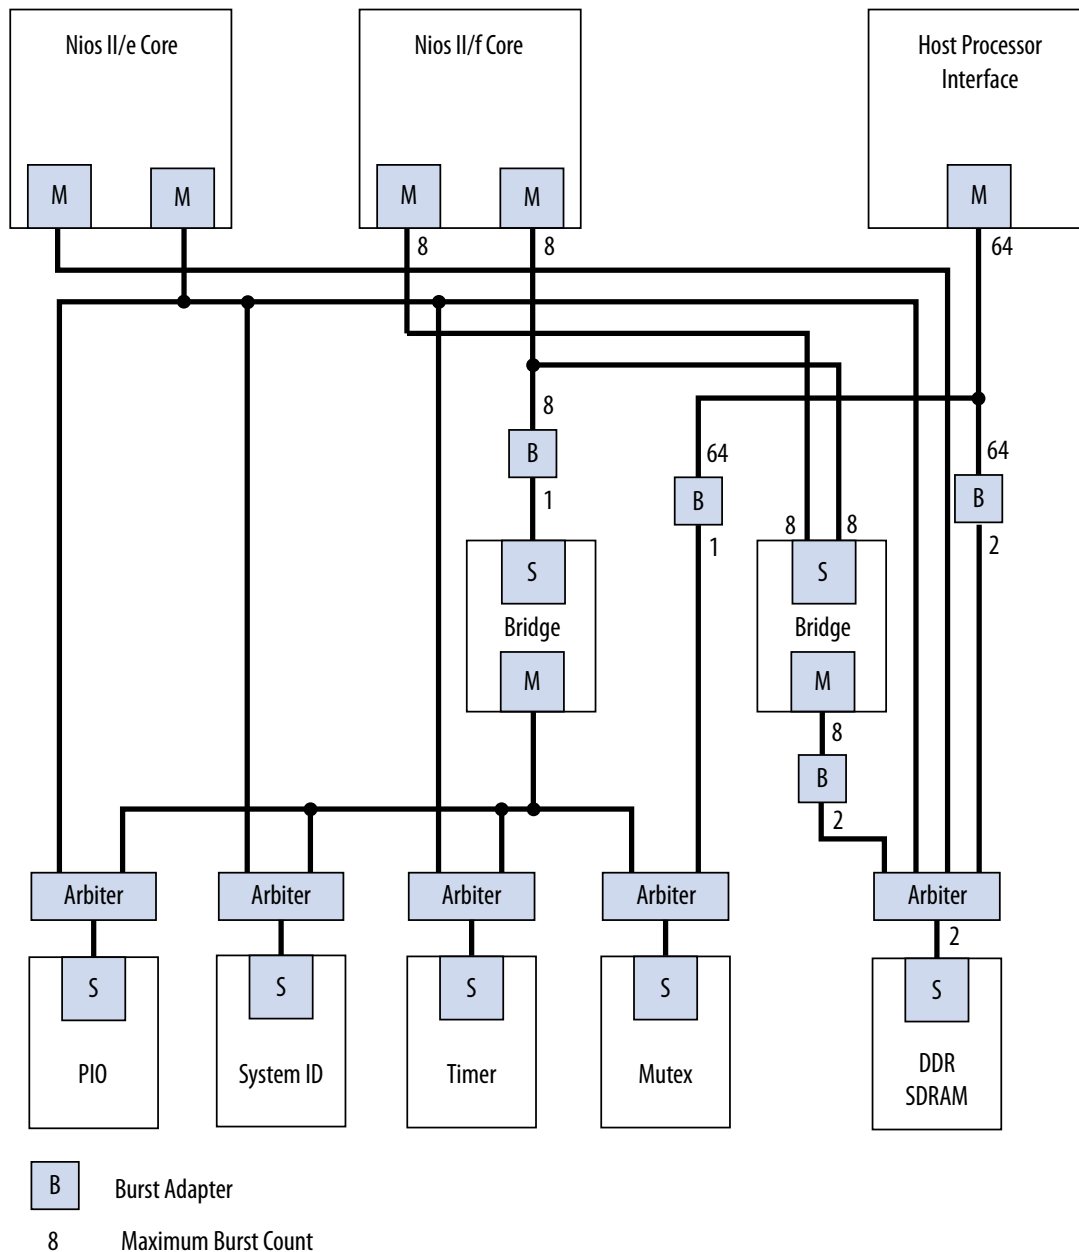 Nios II/e Core
Nios II/f Core
Host Processor
Interface
M
M
M
M
M
8
8
64
8
B
1
64
B
1
64
B
2
8
8
S
Bridge
M
S
Bridge
M
8
B
2
Arbiter
Arbiter
Arbiter
Arbiter
Arbiter
2
S
S
S
S
S
PIO
System ID
Timer
Mutex
DDR
SDRAM
B
Burst Adapter
8
Maximum Burst Count